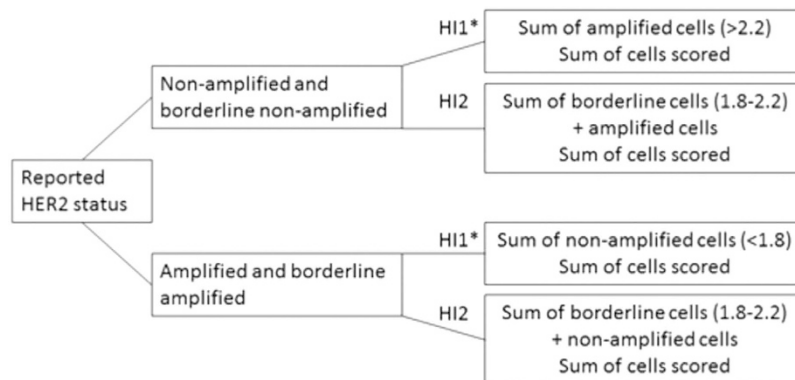 Reported
HER2 status
Non-amplified and
borderline non-amplified
HI1*
Sum of amplified cells (>2.2)
Sum of cells scored
HI2
Sum of borderline cells (1.8-2.2)
+ amplified cells
Sum of cells scored
Amplified and borderline
amplified
HI1*
Sum of non-amplified cells (<1.8)
Sum of cells scored
HI2
Sum of borderline cells (1.8-2.2)
+ non-amplified cells
Sum of cells scored